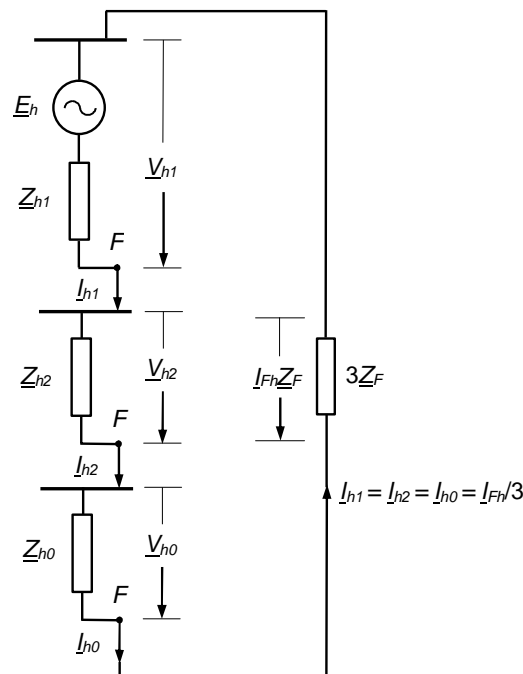 E_h
V_h1
Z_h1
F
I_h1
V_h2
I_FhZ_F
3Z_F
Z_h2
F
I_h2
I_h1 = I_h2 = I_h0 = I_Fh/3
V_h0
Z_h0
F
I_h0